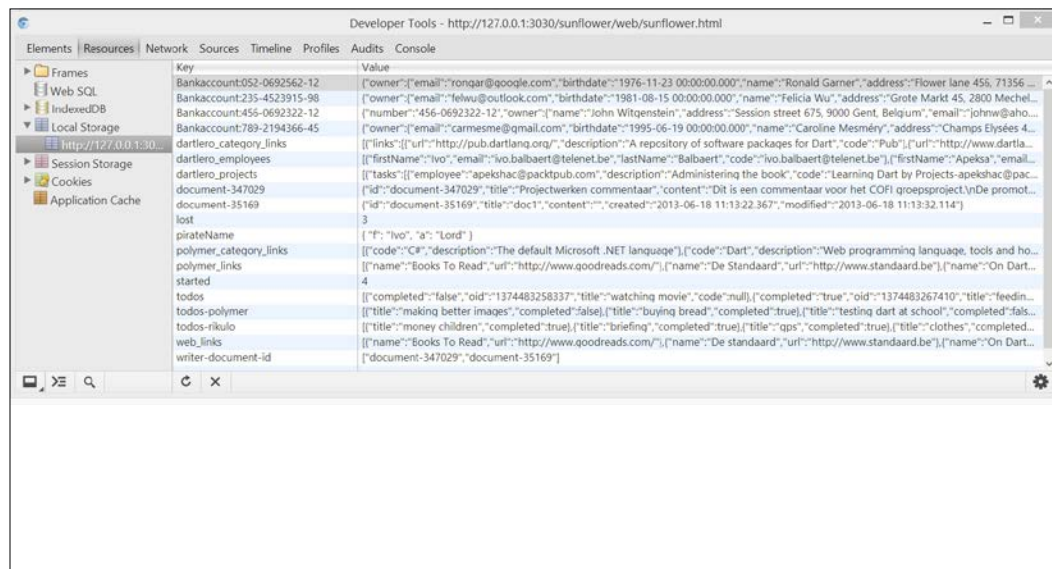 Developer Tools - http://127.0.0.1:3030/sunflower/web/sunflower.html
Elements Resources Network Sources Timeline Profiles Audits Console
Frames
Web SQL
IndexedDB
Local Storage
http://127.0.0.1:30...
Session Storage
Cookies
Application Cache
Key Value
Bankaccount:052-0692562-12 {"owner":{"email":"rongar@google.com","birthdate":"1976-11-23 00:00:00.000","name":"Ronald Garner","address":"Flower lane 456, 71356 ...
Bankaccount:235-4523915-98 {"owner":{"email":"felwu@outlook.com","birthdate":"1981-08-15 00:00:00.000","name":"Felicia Wu","address":"Grote Markt 45, 2800 Mechel...
Bankaccount:456-0692322-12 {"number":"456-0692322-12","owner":{"name":"John Witgenstein","address":"Session street 675, 9000 Gent, Belgium","email":"johnw@aho...
Bankaccount:789-2194366-45 {"owner":{"email":"carmesme@gmail.com","birthdate":"1995-06-19 00:00:00.000","name":"Caroline Mesméry","address":"Champs Elysées 4...
dartlero_category_links [{"links":[{"url":"http://pub.dartlang.org/","description":"A repository of software packages for Dart","code":"Pub"},{"url":"http://www.dartla...
dartlero_employees [{"firstName":"Ivo","email":"ivo.balbaert@telenet.be","lastName":"Balbaert","code":"ivo.balbaert@telenet.be"},{"firstName":"Apeksa","email...
dartlero_projects [{"tasks":[{"employee":"apekshac@packtpub.com","description":"Administering the book","code":"Learning Dart by Projects-apekshac@pac...
document-347029 {"id":"document-347029","title":"Projectwerken commentaar","content":"Dit is een commentaar voor het COFI groepsproject.\nDe promot...
document-35169 {"id":"document-35169","title":"doc1","content":"","created":"2013-06-18 11:13:22.367","modified":"2013-06-18 11:13:32.114"}
lost 3
pirateName { "f": "Ivo", "a": "Lord" }
polymer_category_links [{"code":"C#","description":"The default Microsoft .NET language"},{"code":"Dart","description":"Web programming language, tools and ho...
polymer_links [{"name":"Books To Read","url":"http://www.goodreads.com/"},{"name":"De Standaard","url":"http://www.standaard.be"},{"name":"On Dart...
started 4
todos [{"completed":"false","oid":"1374483258337","title":"watching movie","code":null},{"completed":"true","oid":"1374483267410","title":"feedin...
todos-polymer [{"title":"making better images","completed":false},{"title":"buying bread","completed":true},{"title":"testing dart at school","completed":fals...
todos-rikulo [{"title":"money children","completed":true},{"title":"briefing","completed":true},{"title":"gps","completed":true},{"title":"clothes","completed...
web_links [{"name":"Books To Read","url":"http://www.goodreads.com/"},{"name":"De standaard","url":"http://www.standaard.be"},{"name":"On Dart...
writer-document-id ["document-347029","document-35169"]